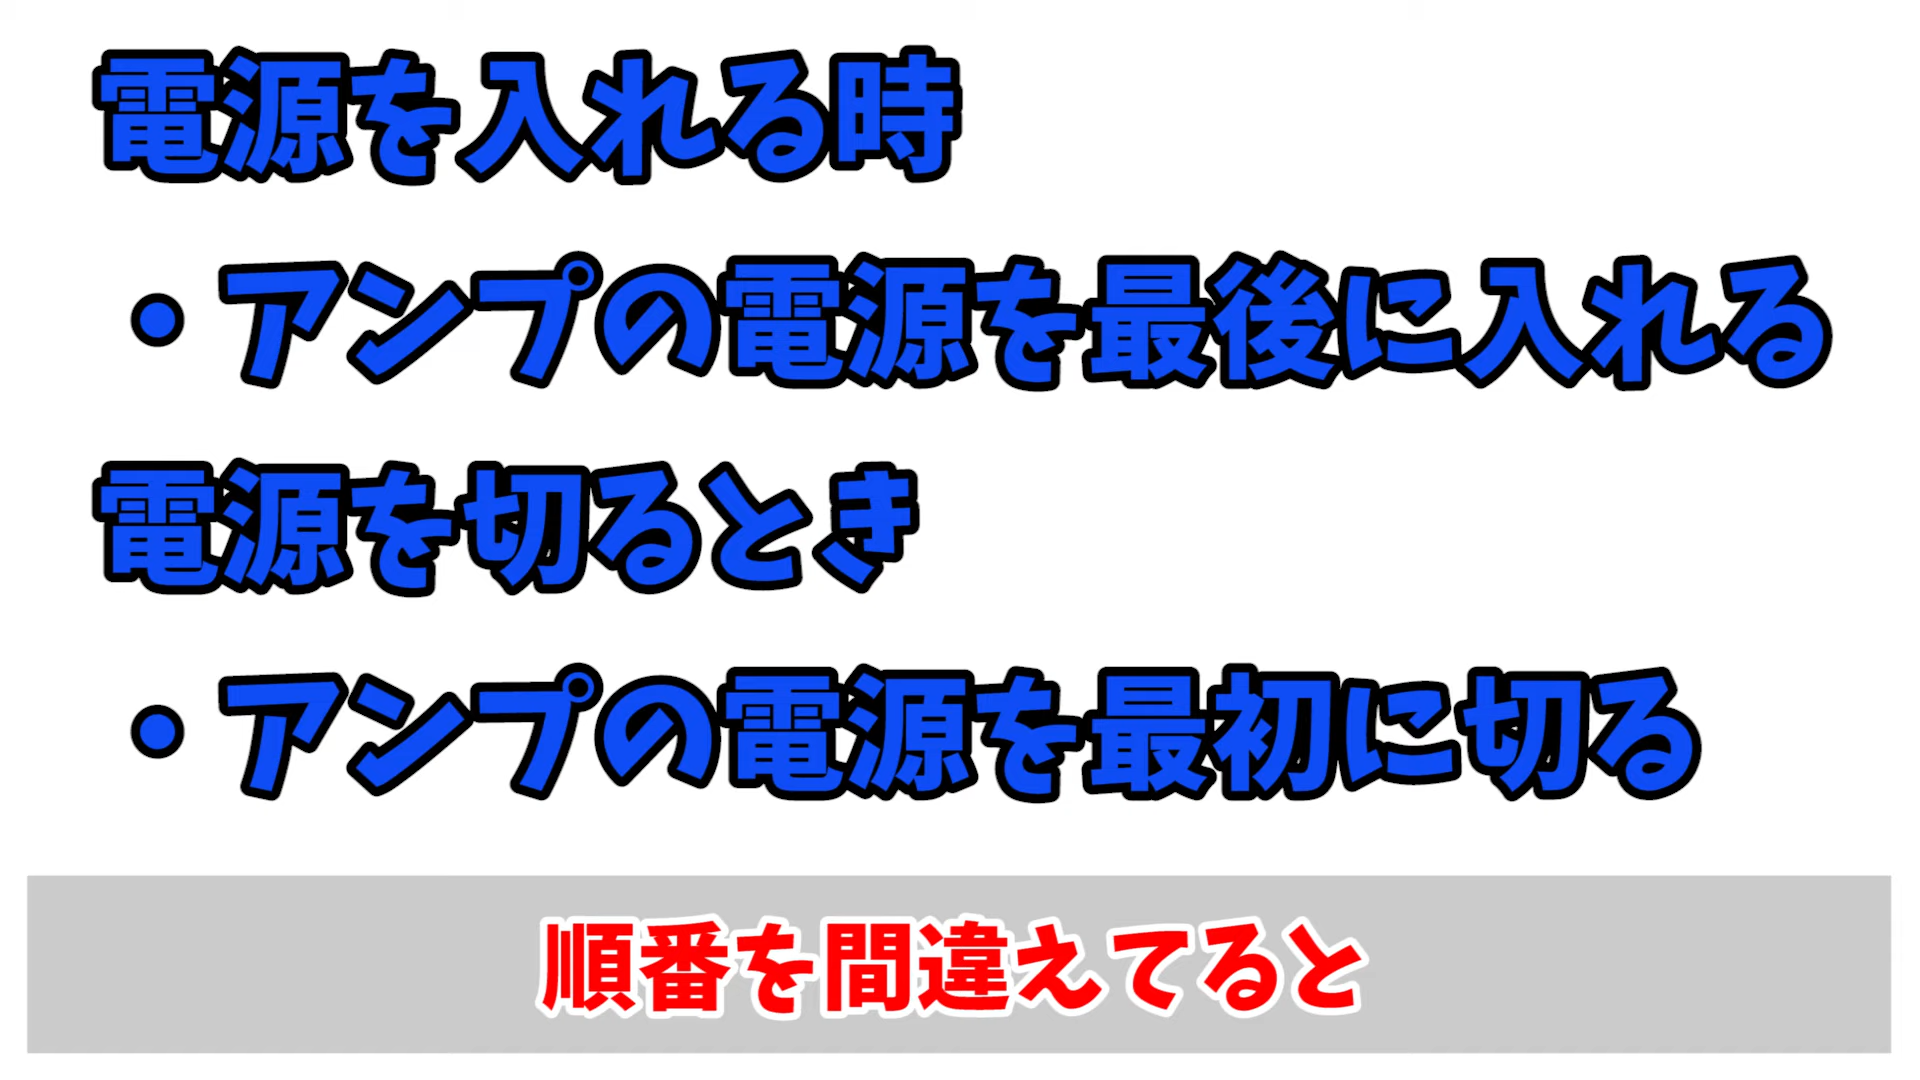 電源を入れる時
・アンプの電源を最後に入れる
電源を切るとき
・アンプの電源を最初に切る
順番を間違えてると